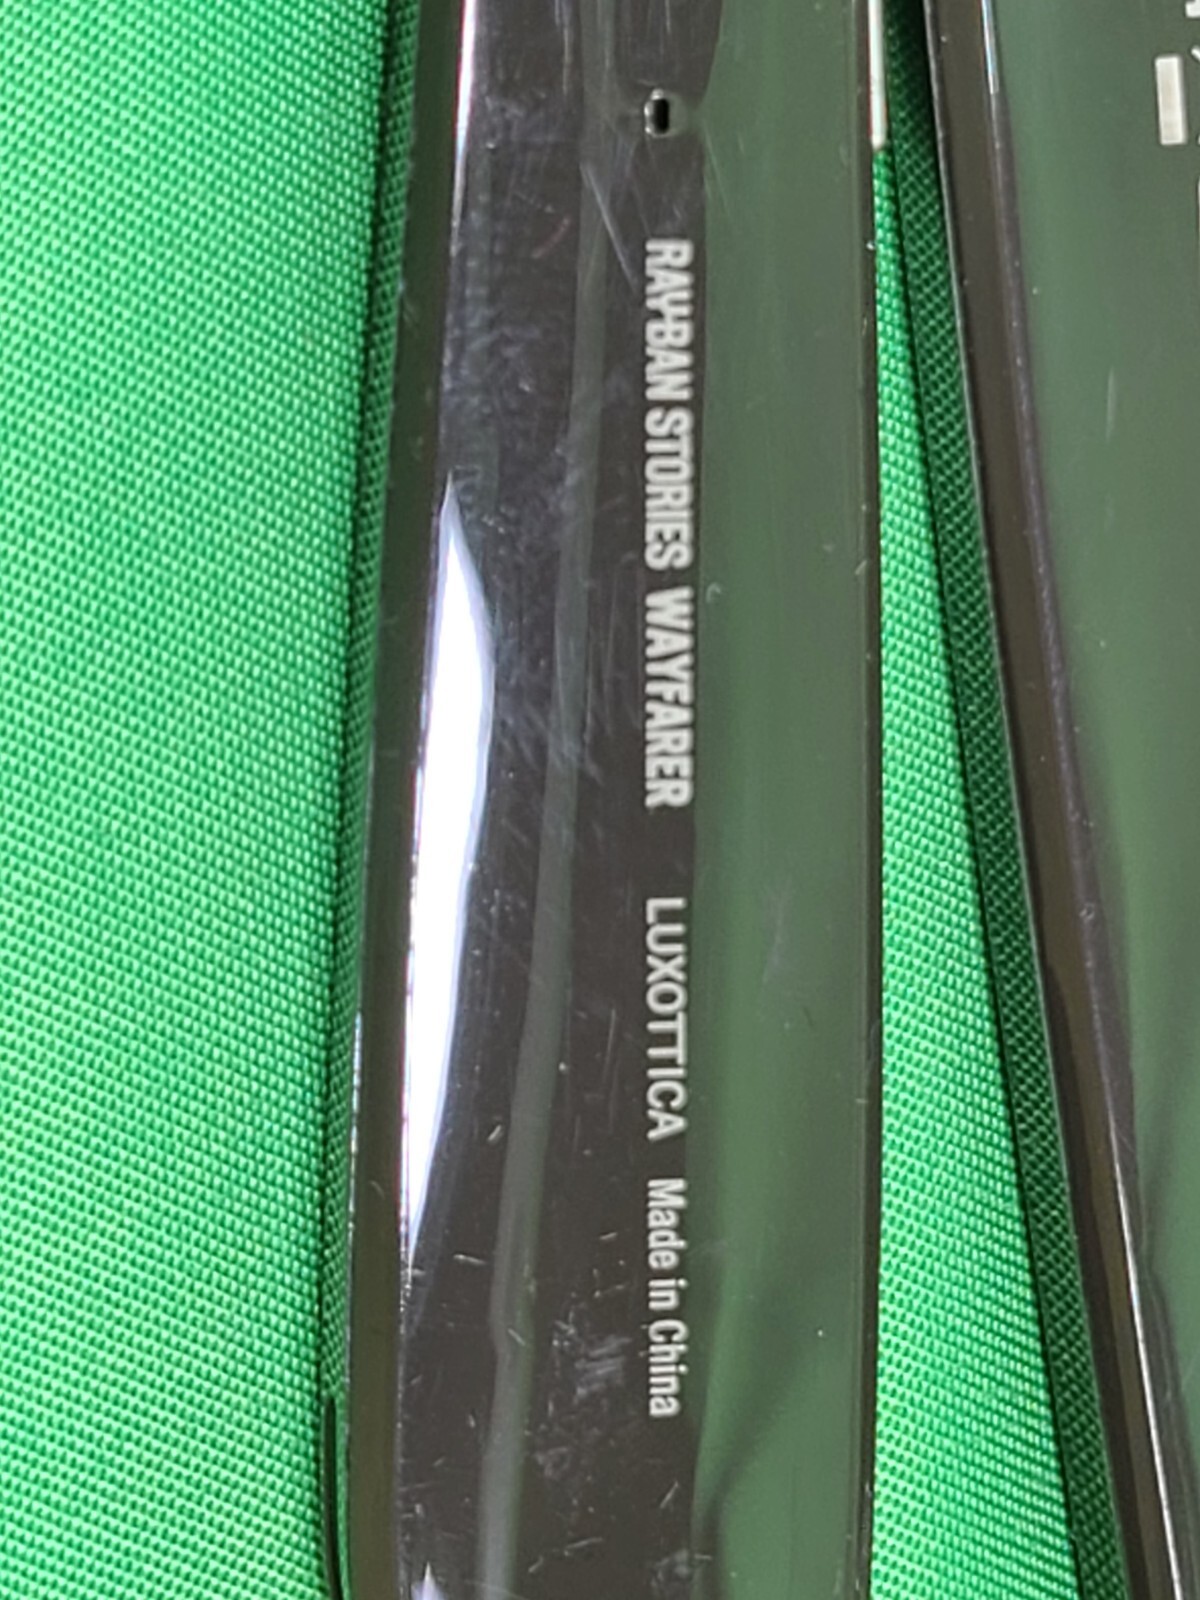 RAY-BAN STORIES WAYFARER LUXOTTICA Made in China